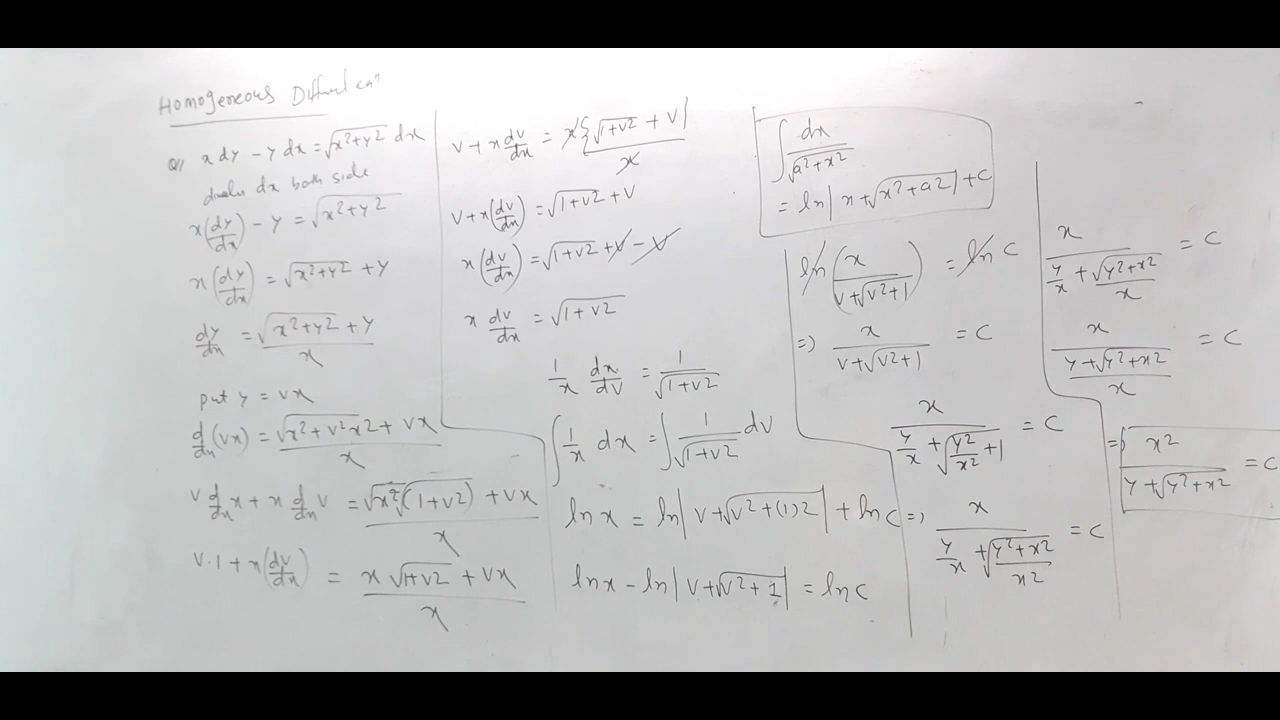 Homogeneous
Q) x dy - y dx = √(x²+y²) dx
dx both side
x(dy/dx) - y = √(x²+y²)
x(dy/dx) = √(x²+y²) + y
dy/dx = (√(x²+y²) + y)/x
put y = vx
d/dx (vx) = (√(x²+v²x²) + vx)/x
v d/dx x + x d/dx v = (√(x²(1+v²)) + vx)/x
v·1 + x(dv/dx) = (x√(1+v²) + vx)/x
v + x dv/dx = x{√(1+v²) + v}/x
v + x(dv/dx) = √(1+v²) + v
x(dv/dx) = √(1+v²) + v - v
x dv/dx = √(1+v²)
1/x dx/dv = 1/√(1+v²)
∫ 1/x dx = ∫ 1/√(1+v²) dv
ln x = ln|v+√(v²+(1)2)| + ln c
ln x - ln|v+√(v²+1)| = ln c
∫ dx/√(a²+x²)
= ln|x+√(x²+a²)| + c
ln(x/(v+√(v²+1))) = ln c
=) x/(v+√(v²+1)) = c
x/(y/x + √(y²/x²+1)) = c
=) x/(y/x + √((y²+x²)/x²)) = c
x/(y/x + √(y²+x²)/x) = c
x/((y+√(y²+x²))/x) = c
=) x²/(y+√(y²+x²)) = c